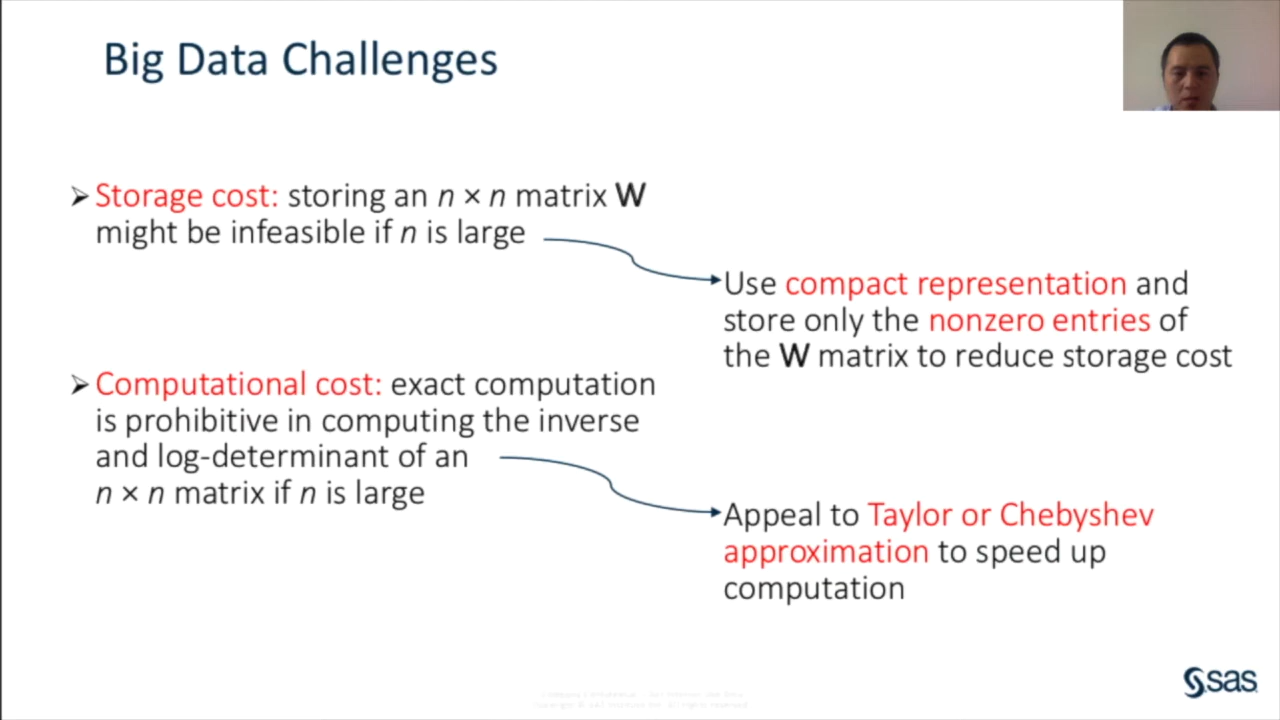 Big Data Challenges
➢ Storage cost: storing an n × n matrix W
might be infeasible if n is large
Use compact representation and
store only the nonzero entries of
the W matrix to reduce storage cost
➢ Computational cost: exact computation
is prohibitive in computing the inverse
and log-determinant of an
n × n matrix if n is large
Appeal to Taylor or Chebyshev
approximation to speed up
computation
sas